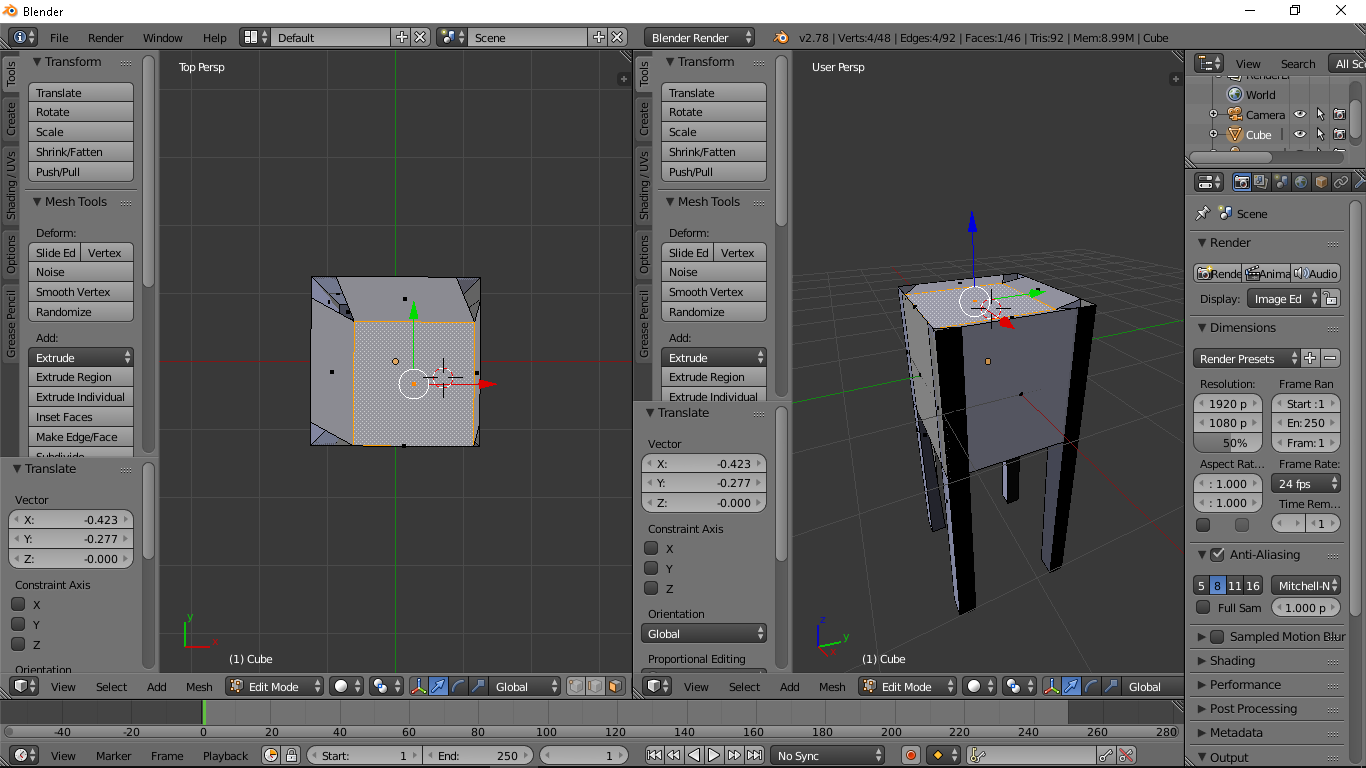 Blender
File Render Window Help Default Scene Blender Render v2.78 | Verts:4/48 | Edges:4/92 | Faces:1/46 | Tris:92 | Mem:8.99M | Cube
Tools
Create
Shading / UVs
Options
Grease Pencil
Transform
Translate
Rotate
Scale
Shrink/Fatten
Push/Pull
Mesh Tools
Deform:
Slide Ed Vertex
Noise
Smooth Vertex
Randomize
Add:
Extrude
Extrude Region
Extrude Individual
Inset Faces
Make Edge/Face
Subdivide
Translate
Vector
X: -0.423
Y: -0.277
Z: -0.000
Constraint Axis
X
Y
Z
Orientation
Top Persp
y
x
(1) Cube
View Select Add Mesh Edit Mode Global
Tools
Create
Shading / UVs
Options
Grease Pencil
Transform
Translate
Rotate
Scale
Shrink/Fatten
Push/Pull
Mesh Tools
Deform:
Slide Ed Vertex
Noise
Smooth Vertex
Randomize
Add:
Extrude
Extrude Region
Extrude Individual
Translate
Vector
X: -0.423
Y: -0.277
Z: -0.000
Constraint Axis
X
Y
Z
Orientation
Global
Proportional Editing
User Persp
z
y
x
(1) Cube
View Select Add Mesh Edit Mode Global
View Search All Sc
World
Camera
Cube
Scene
Render
Rende Anima Audio
Display: Image Ed
Dimensions
Render Presets
Resolution: Frame Ran
1920 p Start :1
1080 p En: 250
50% Fram: 1
Aspect Rat... Frame Rate:
: 1.000 24 fps
: 1.000 Time Rem...
1
Anti-Aliasing
5 8 11 16 Mitchell-N
Full Sam 1.000 p
Sampled Motion Blur
Shading
Performance
Post Processing
Metadata
Output
-40 -20 0 20 40 60 80 100 120 140 160 180 200 220 240 260 280
View Marker Frame Playback Start: 1 End: 250 1 No Sync